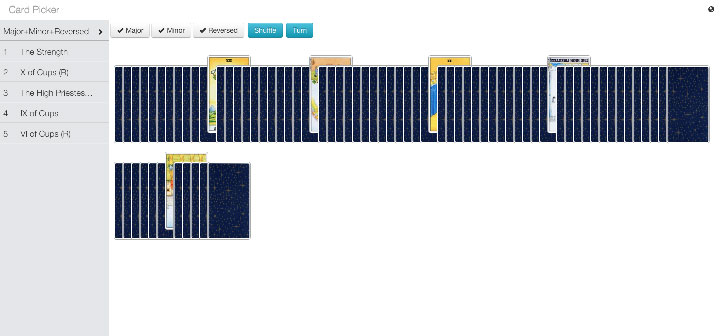 Card Picker
Major+Minor+Reversed
Major
Minor
Reversed
Shuffle
Turn
1 The Strength
2 X of Cups (R)
3 The High Priestes...
4 IX of Cups
5 VI of Cups (R)